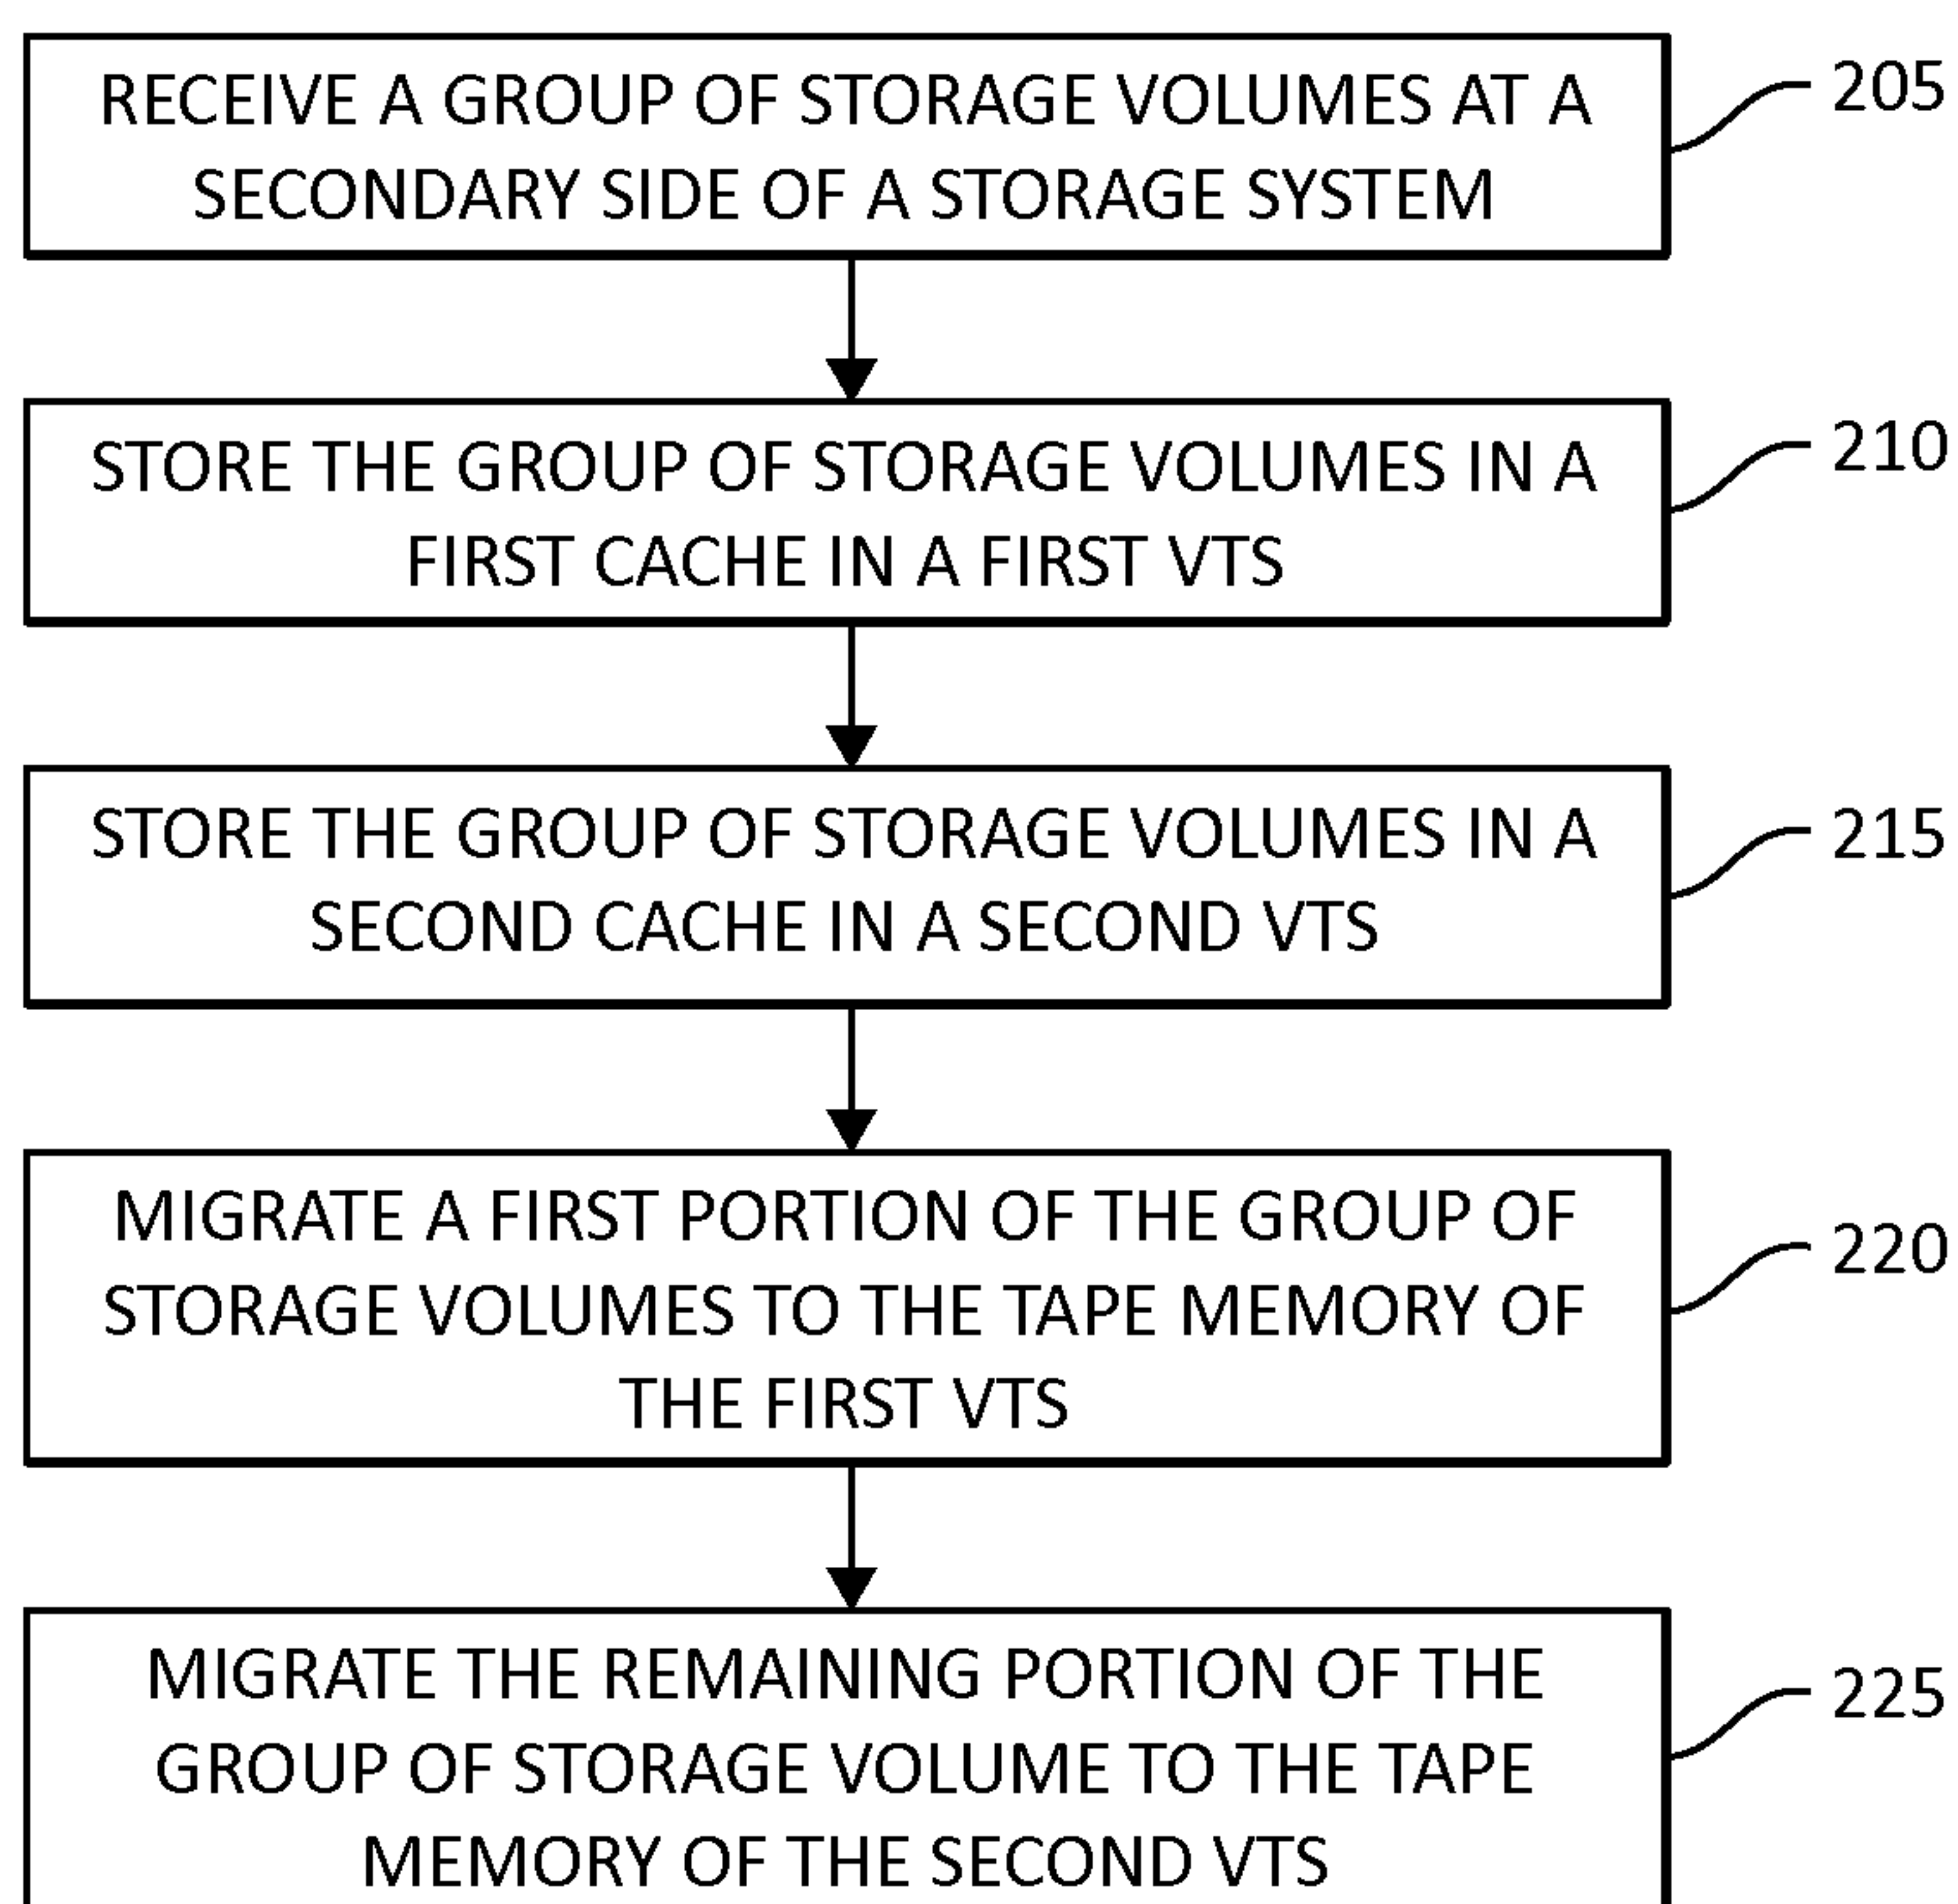 RECEIVE A GROUP OF STORAGE VOLUMES AT A
SECONDARY SIDE OF A STORAGE SYSTEM
205
STORE THE GROUP OF STORAGE VOLUMES IN A
FIRST CACHE IN A FIRST VTS
210
STORE THE GROUP OF STORAGE VOLUMES IN A
SECOND CACHE IN A SECOND VTS
215
MIGRATE A FIRST PORTION OF THE GROUP OF
STORAGE VOLUMES TO THE TAPE MEMORY OF
THE FIRST VTS
220
MIGRATE THE REMAINING PORTION OF THE
GROUP OF STORAGE VOLUME TO THE TAPE
MEMORY OF THE SECOND VTS
225